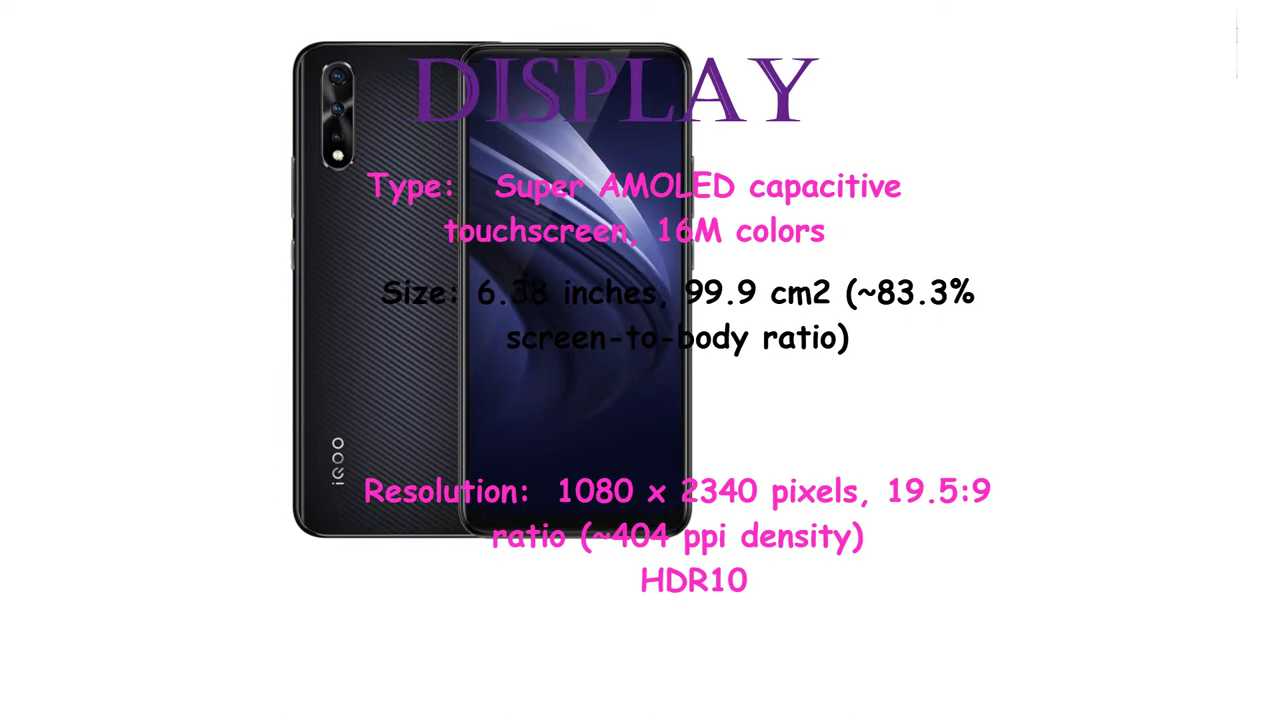 DISPLAY
Type: Super AMOLED capacitive
touchscreen, 16M colors
Size: 6.38 inches, 99.9 cm2 (~83.3%
screen-to-body ratio)
iQOO
Resolution: 1080 x 2340 pixels, 19.5:9
ratio (~404 ppi density)
HDR10